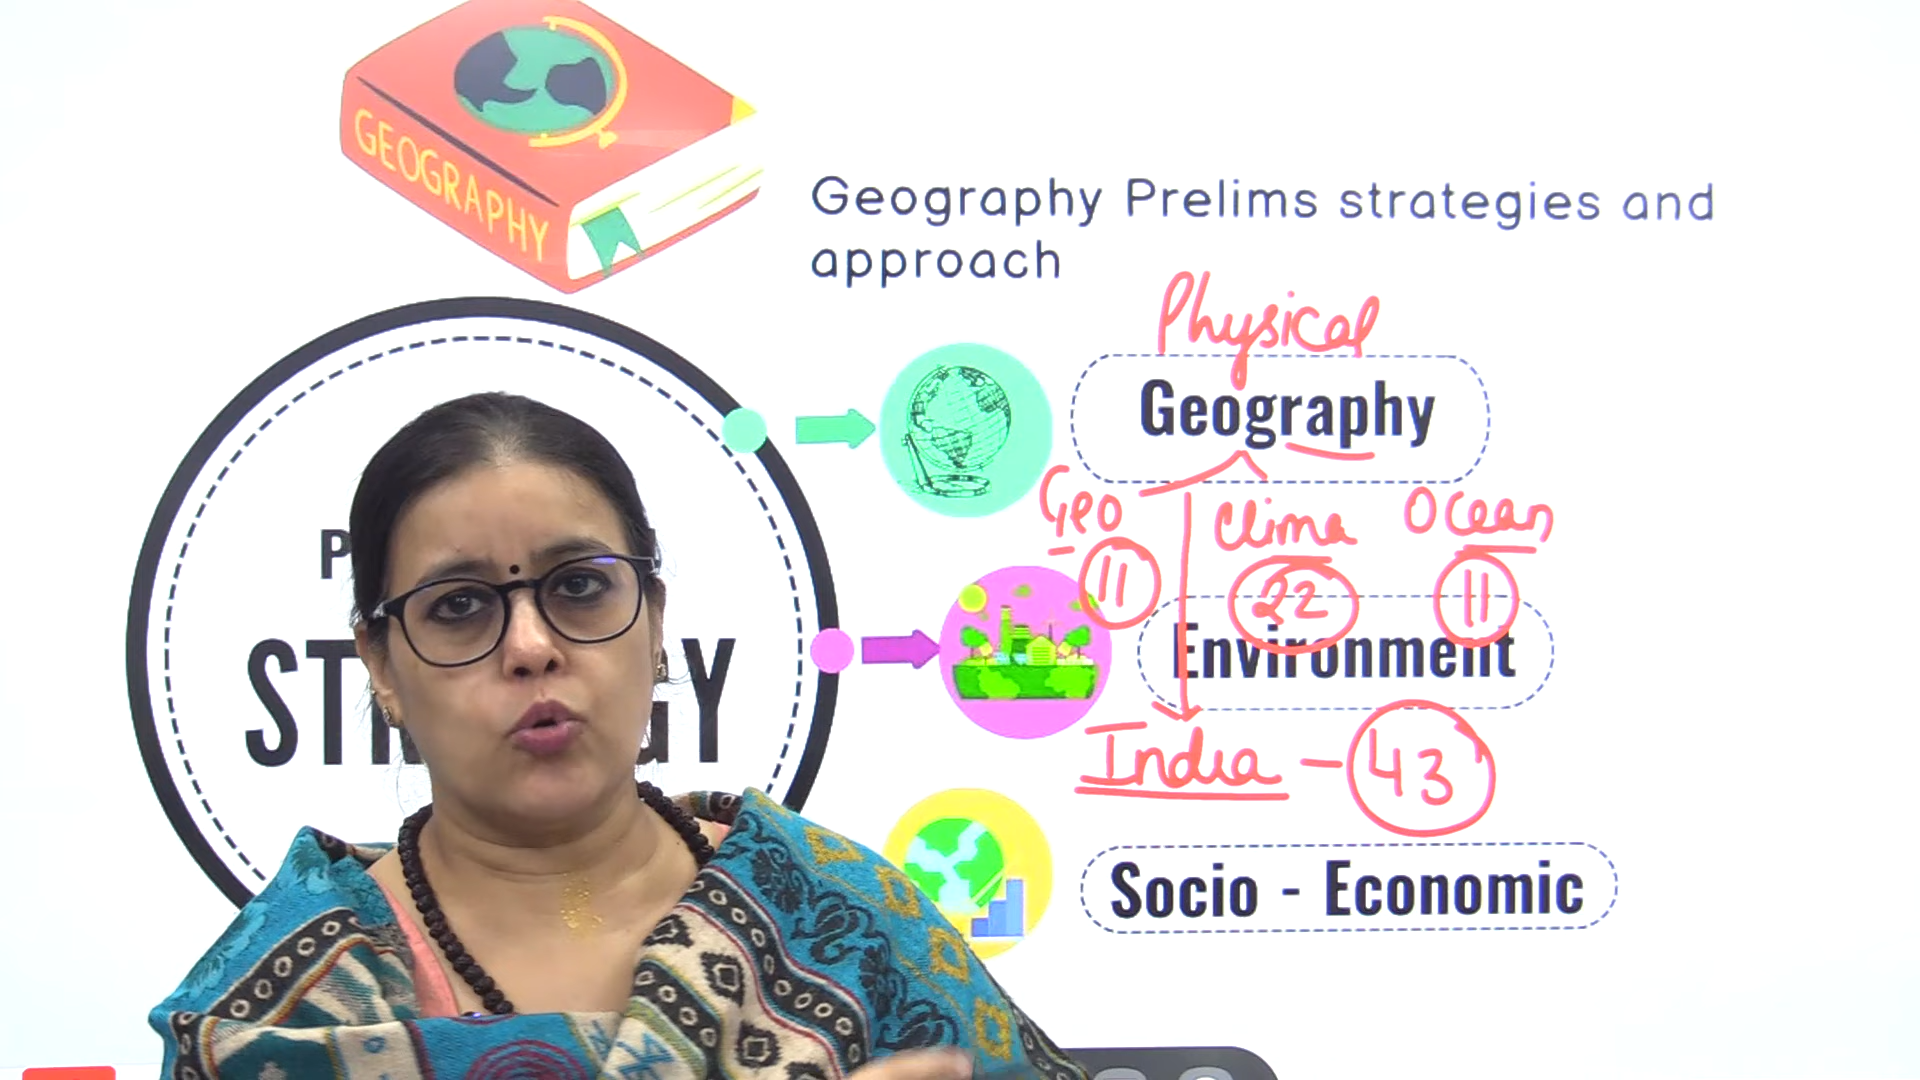 GEOGRAPHY
Geography Prelims strategies and
approach
Physical
Geography
Geo Clima Ocean
11 22 11
Environment
India - 43
Socio - Economic